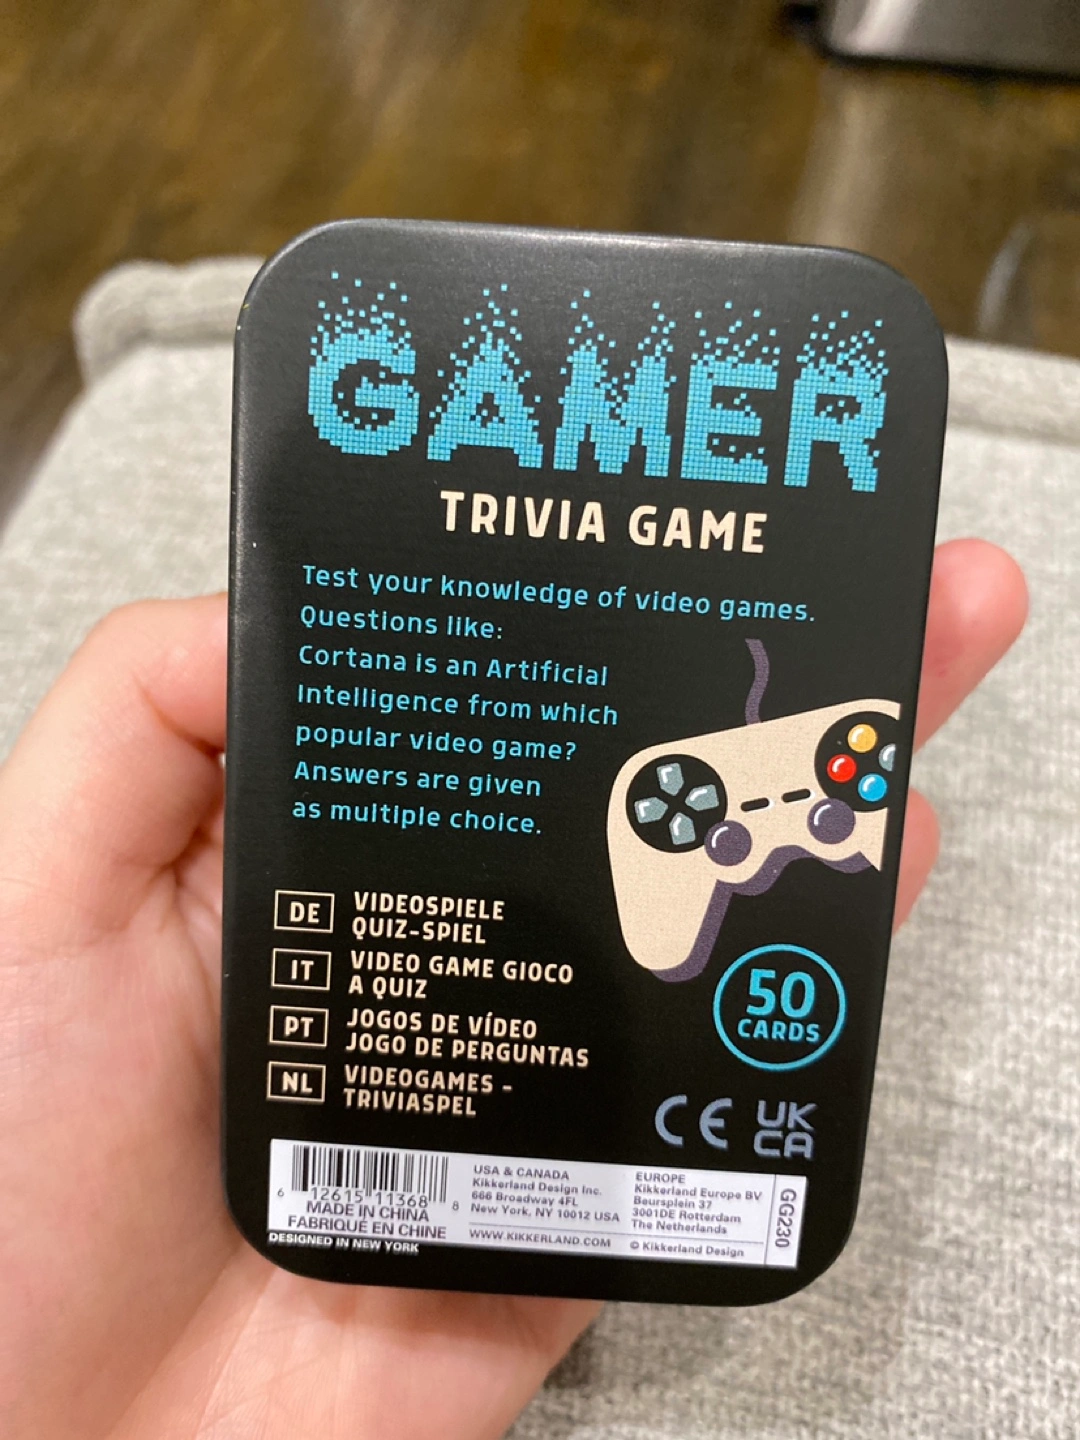 GAMER
TRIVIA GAME
Test your knowledge of video games.
Questions like:
Cortana is an Artificial
Intelligence from which
popular video game?
Answers are given
as multiple choice.
DE
VIDEOSPIELE
QUIZ-SPIEL
IT
VIDEO GAME GIOCO
A QUIZ
PT
JOGOS DE VÍDEO
JOGO DE PERGUNTAS
NL
VIDEOGAMES -
TRIVIASPEL
50
CARDS
CE
UK
CA
6 12615 11368 8
MADE IN CHINA
FABRIQUÉ EN CHINE
DESIGNED IN NEW YORK
USA & CANADA
Kikkerland Design Inc.
666 Broadway 4FL
New York, NY 10012 USA
WWW.KIKKERLAND.COM
EUROPE
Kikkerland Europe BV
Beursplein 37
3001DE Rotterdam
The Netherlands
© Kikkerland Design
GG230